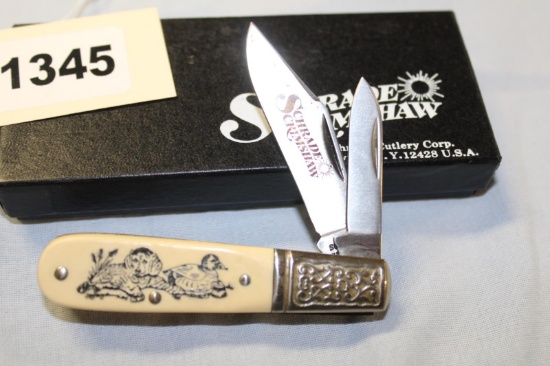 1345
SCHRADE
SCRIMSHAW
Cutlery Corp.
N.Y. 12428 U.S.A.
SCHRADE
SCRIMSHAW